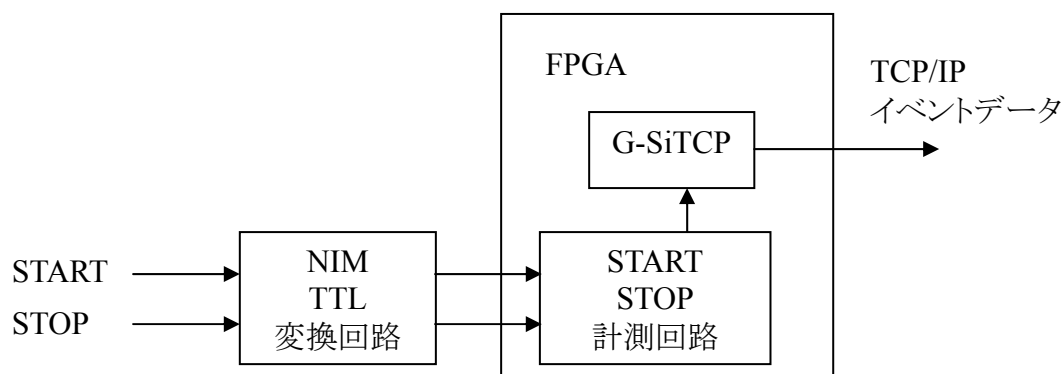 FPGA
TCP/IP
イベントデータ
G-SiTCP
START
STOP
NIM
TTL
変換回路
START
STOP
計測回路